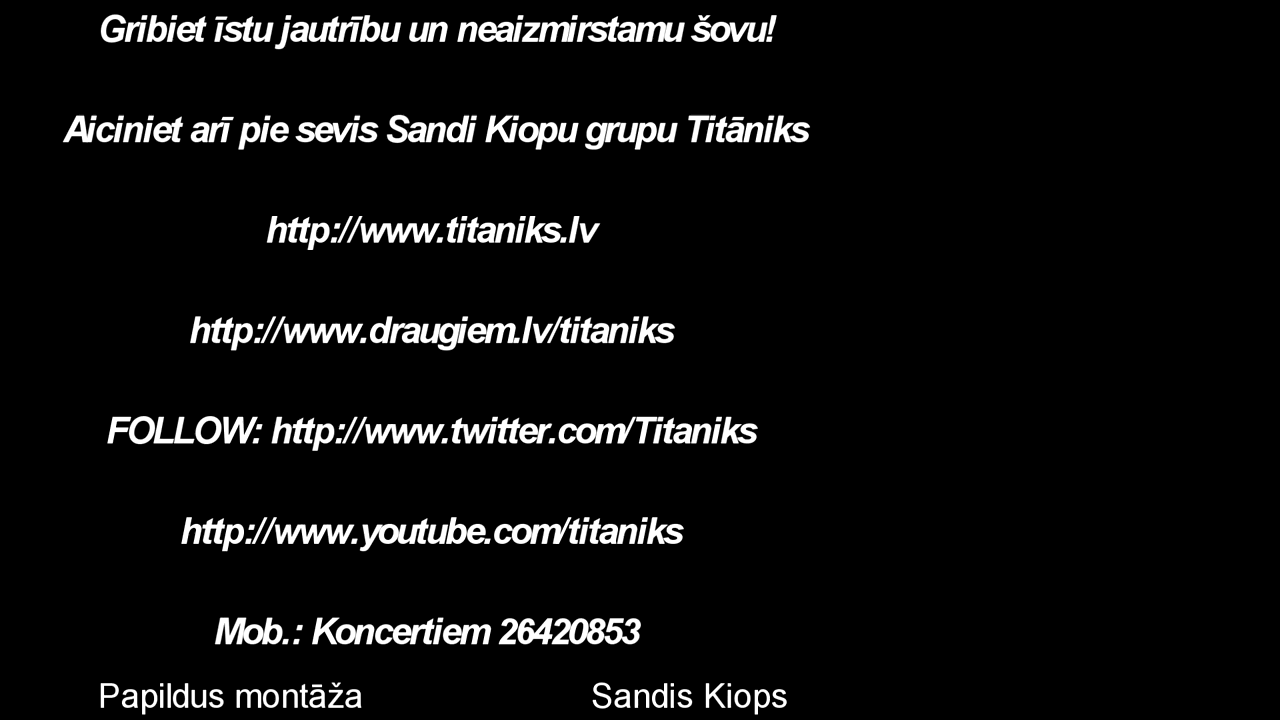 Gribiet īstu jautrību un neaizmirstamu šovu!
Aiciniet arī pie sevis Sandi Kiopu grupu Titāniks
http://www.titaniks.lv
http://www.draugiem.lv/titaniks
FOLLOW: http://www.twitter.com/Titaniks
http://www.youtube.com/titaniks
Mob.: Koncertiem 26420853
Papildus montāža Sandis Kiops